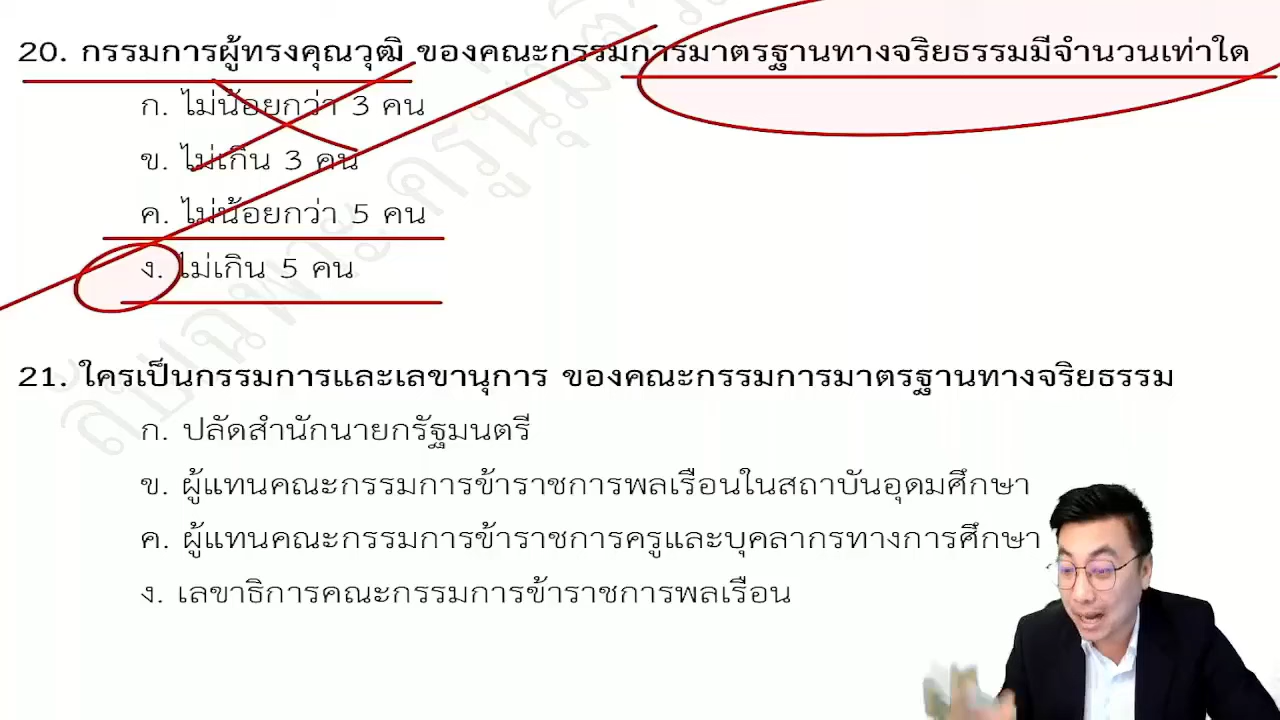 20. กรรมการผู้ทรงคุณวุฒิ ของคณะกรรมการมาตรฐานทางจริยธรรมมีจำนวนเท่าใด
ก. ไม่น้อยกว่า 3 คน
ข. ไม่เกิน 3 คน
ค. ไม่น้อยกว่า 5 คน
ง. ไม่เกิน 5 คน
21. ใครเป็นกรรมการและเลขานุการ ของคณะกรรมการมาตรฐานทางจริยธรรม
ก. ปลัดสำนักนายกรัฐมนตรี
ข. ผู้แทนคณะกรรมการข้าราชการพลเรือนในสถาบันอุดมศึกษา
ค. ผู้แทนคณะกรรมการข้าราชการครูและบุคลากรทางการศึกษา
ง. เลขาธิการคณะกรรมการข้าราชการพลเรือน